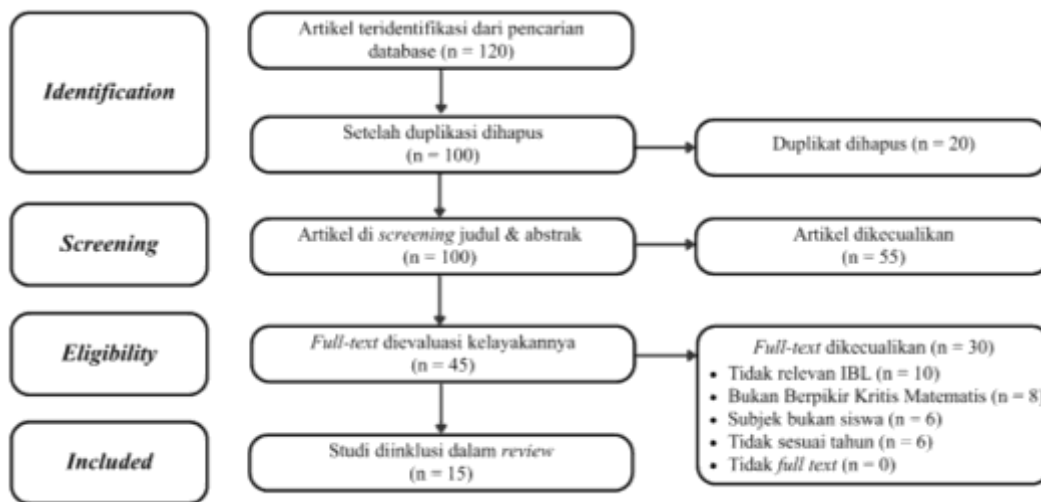 Identification
Artikel teridentifikasi dari pencarian
database (n = 120)
Setelah duplikasi dihapus
(n = 100)
Duplikat dihapus (n = 20)
Screening
Artikel di screening judul & abstrak
(n = 100)
Artikel dikecualikan
(n = 55)
Eligibility
Full-text dievaluasi kelayakannya
(n = 45)
Full-text dikecualikan (n = 30)
• Tidak relevan IBL (n = 10)
• Bukan Berpikir Kritis Matematis (n = 8)
• Subjek bukan siswa (n = 6)
• Tidak sesuai tahun (n = 6)
• Tidak full text (n = 0)
Included
Studi diinklusi dalam review
(n = 15)